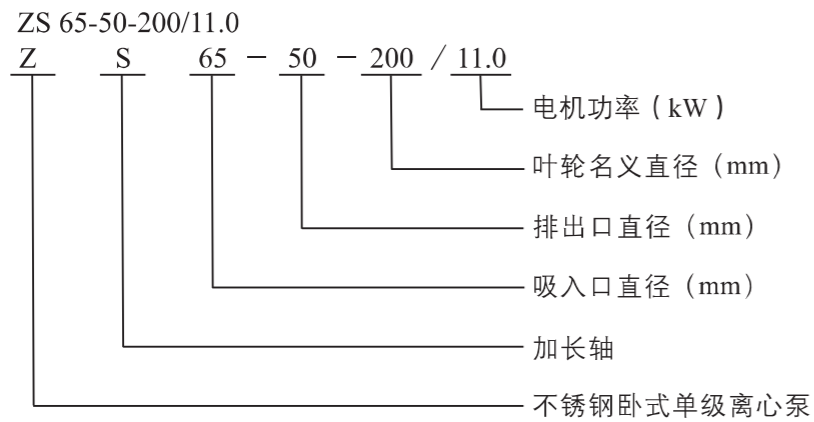 ZS 65-50-200/11.0
Z S 65 - 50 - 200 / 11.0
电机功率(kW)
叶轮名义直径(mm)
排出口直径(mm)
吸入口直径(mm)
加长轴
不锈钢卧式单级离心泵